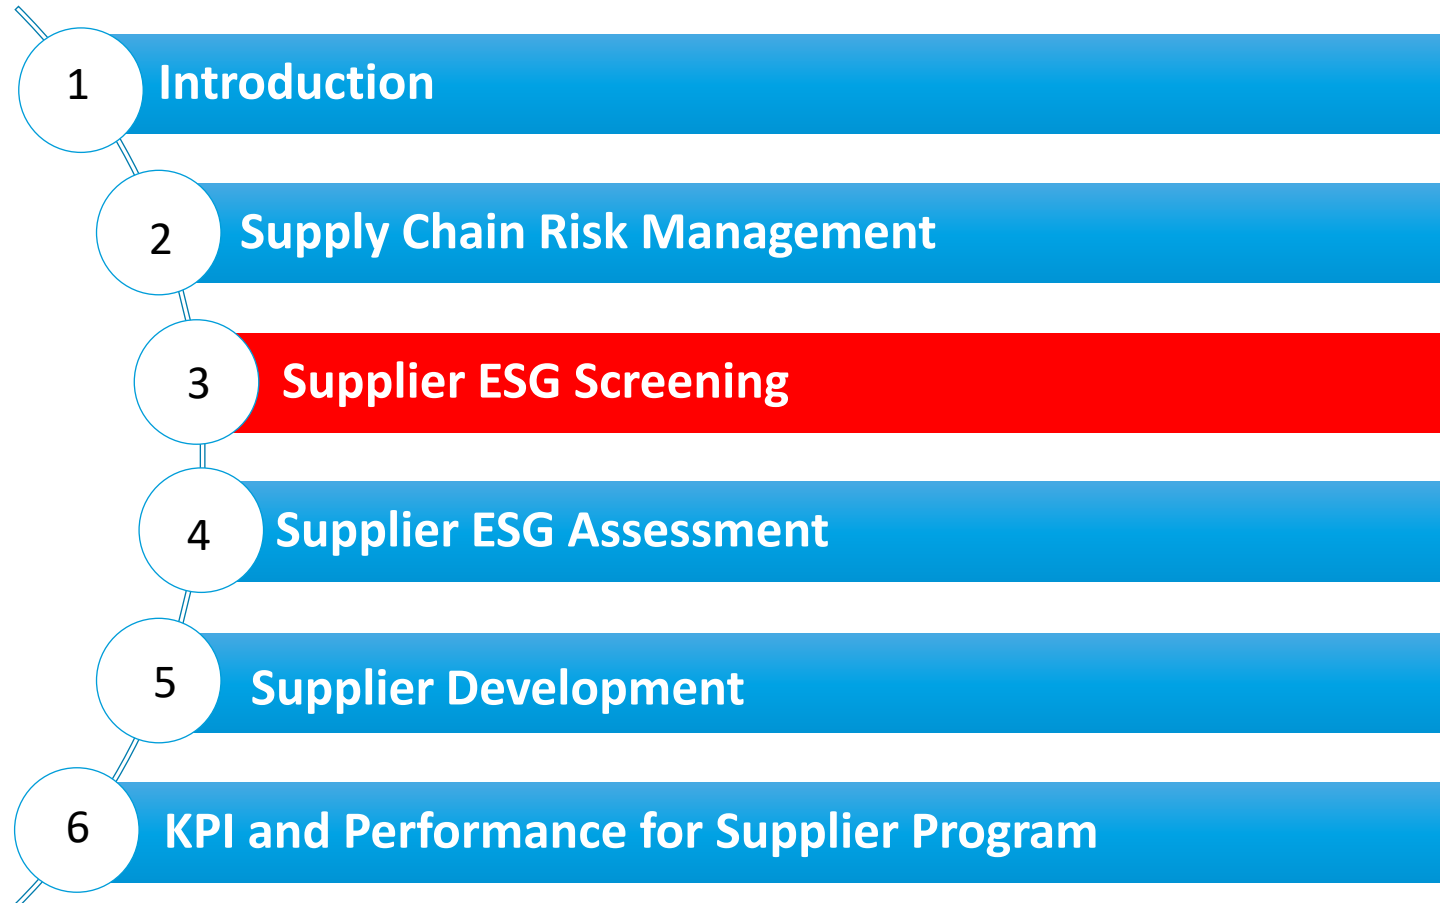 1 Introduction
2 Supply Chain Risk Management
3 Supplier ESG Screening
4 Supplier ESG Assessment
5 Supplier Development
6 KPI and Performance for Supplier Program